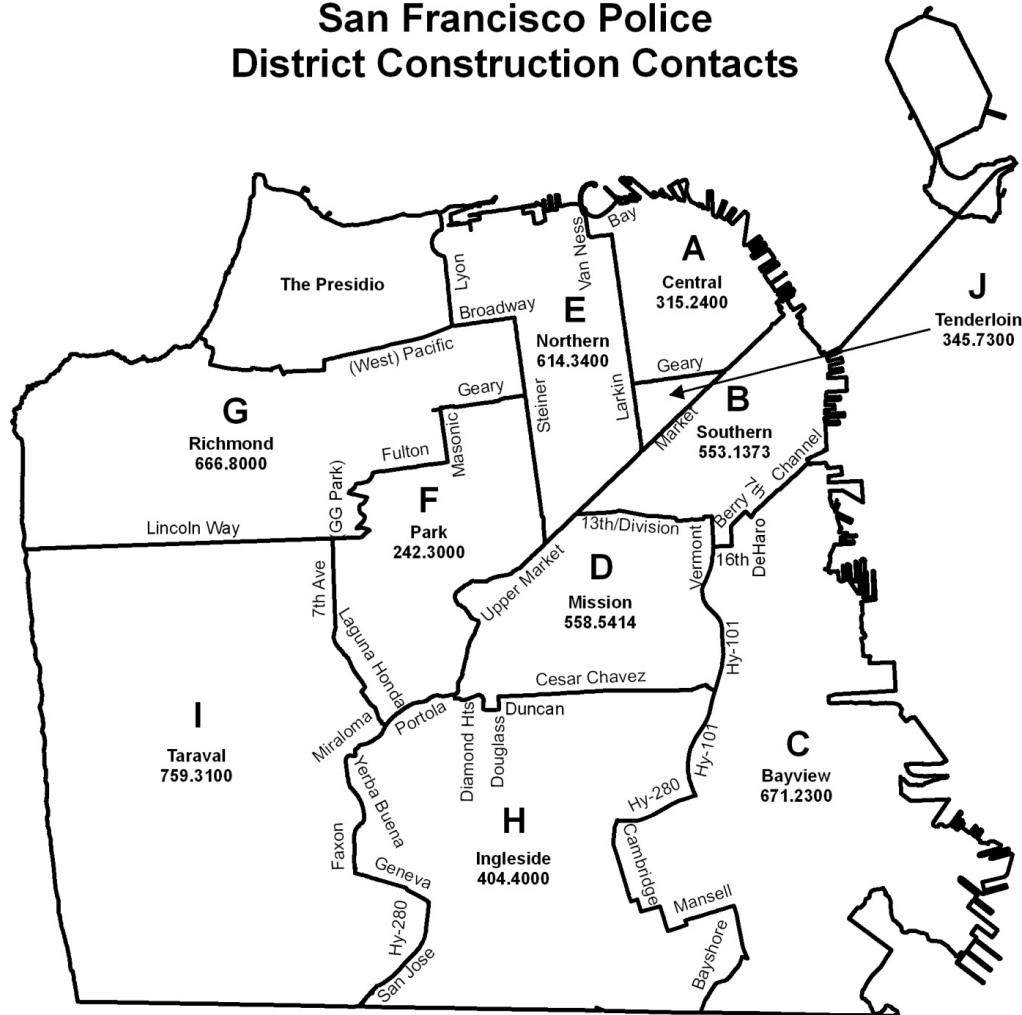 San Francisco Police
District Construction Contacts
Bay
Van Ness
A
Central
315.2400
Lyon
The Presidio
J
Tenderloin
345.7300
Broadway
E
Northern
614.3400
(West) Pacific
Geary
Geary
Steiner
Larkin
G
Richmond
666.8000
B
Southern
553.1373
Market
Masonic
Fulton
(GG Park)
F
Park
242.3000
Berry
7th
Channel
Lincoln Way
13th/Division
Vermont
16th
DeHaro
7th Ave
Upper Market
D
Mission
558.5414
Laguna Honda
Hy-101
Cesar Chavez
Duncan
Portola
Miraloma
Diamond Hts
Douglass
Hy-101
I
Taraval
759.3100
C
Bayview
671.2300
Yerba Buena
Hy-280
H
Ingleside
404.4000
Faxon
Cambridge
Geneva
Mansell
Hy-280
San Jose
Bayshore